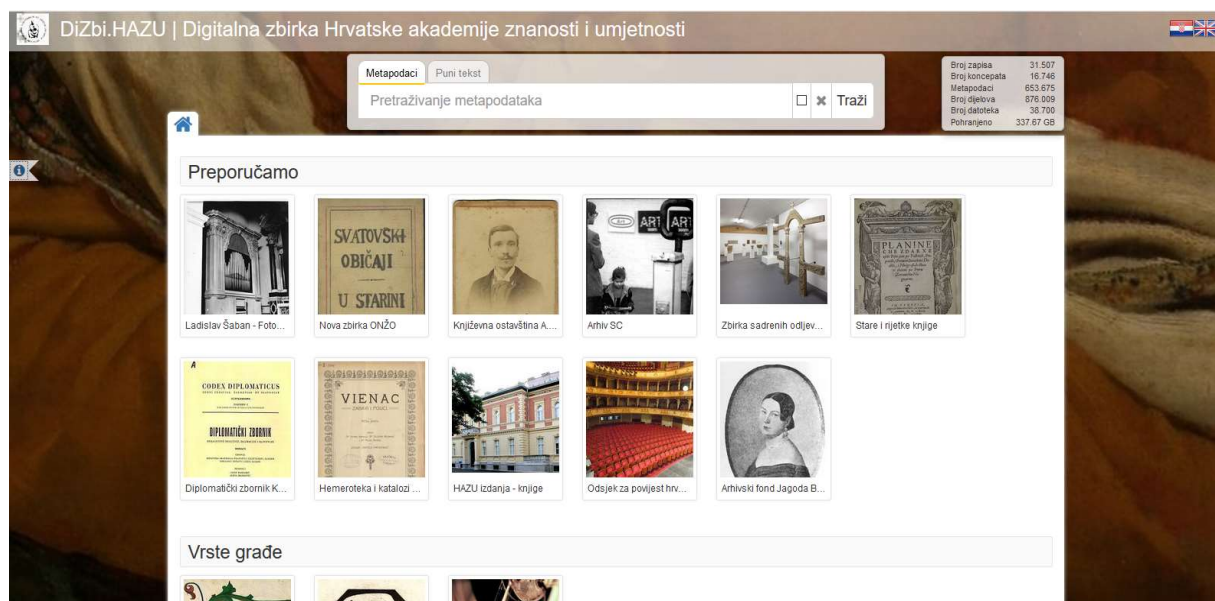 DiZbi.HAZU | Digitalna zbirka Hrvatske akademije znanosti i umjetnosti
Metapodaci Puni tekst
Pretraživanje metapodataka Traži
Broj zapisa 31.507
Broj koncepata 16.746
Metapodaci 653.675
Broj dijelova 876.009
Broj datoteka 38.700
Pohranjeno 337.67 GB
Preporučamo
SVATOVSKI
OBIČAJI
U STARINI
ART ART
PLANINE
Ladislav Šaban - Foto...
Nova zbirka ONŽO
Književna ostavština A....
Arhiv SC
Zbirka sadrenih odljev...
Stare i rijetke knjige
A
CODEX DIPLOMATICUS
DIPLOMATIČKI ZBORNIK
VIENAC
Diplomatički zbornik K...
Hemeroteka i katalozi ...
HAZU izdanja - knjige
Odsjek za povijest hrv...
Arhivski fond Jagoda B...
Vrste građe